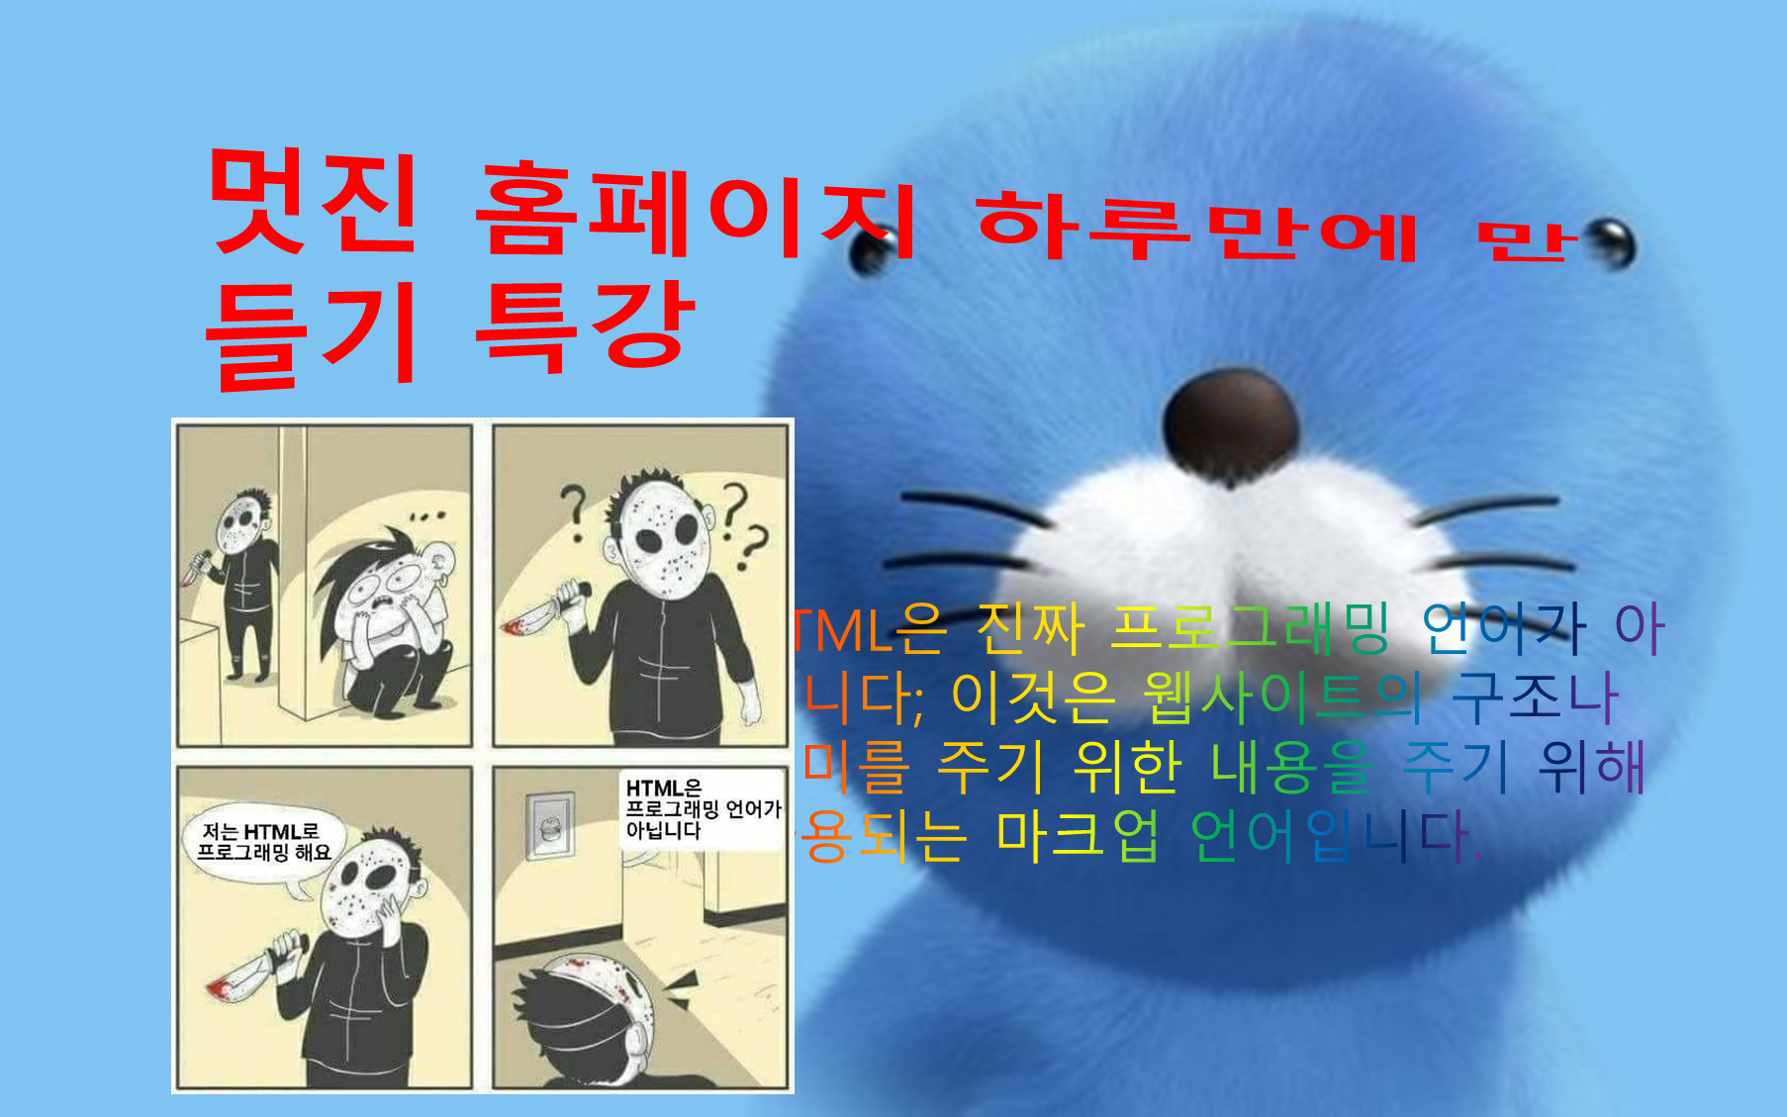 멋진 홈페이지 하루만에 만
들기 특강
저는 HTML로
프로그래밍 해요
HTML은
프로그래밍 언어가
아닙니다
TML은 진짜 프로그래밍 언어가 아
니다; 이것은 웹사이트의 구조나
미를 주기 위한 내용을 주기 위해
용되는 마크업 언어입니다.